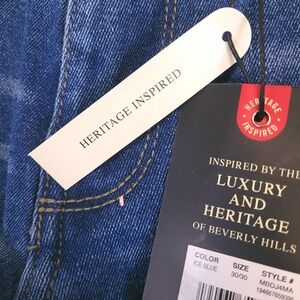 HERITAGE INSPIRED
HERITAGE
INSPIRED
INSPIRED BY THE
LUXURY
AND
HERITAGE
OF BEVERLY HILLS
COLOR SIZE STYLE #
ICE BLUE 30/30 MBDJ4MA